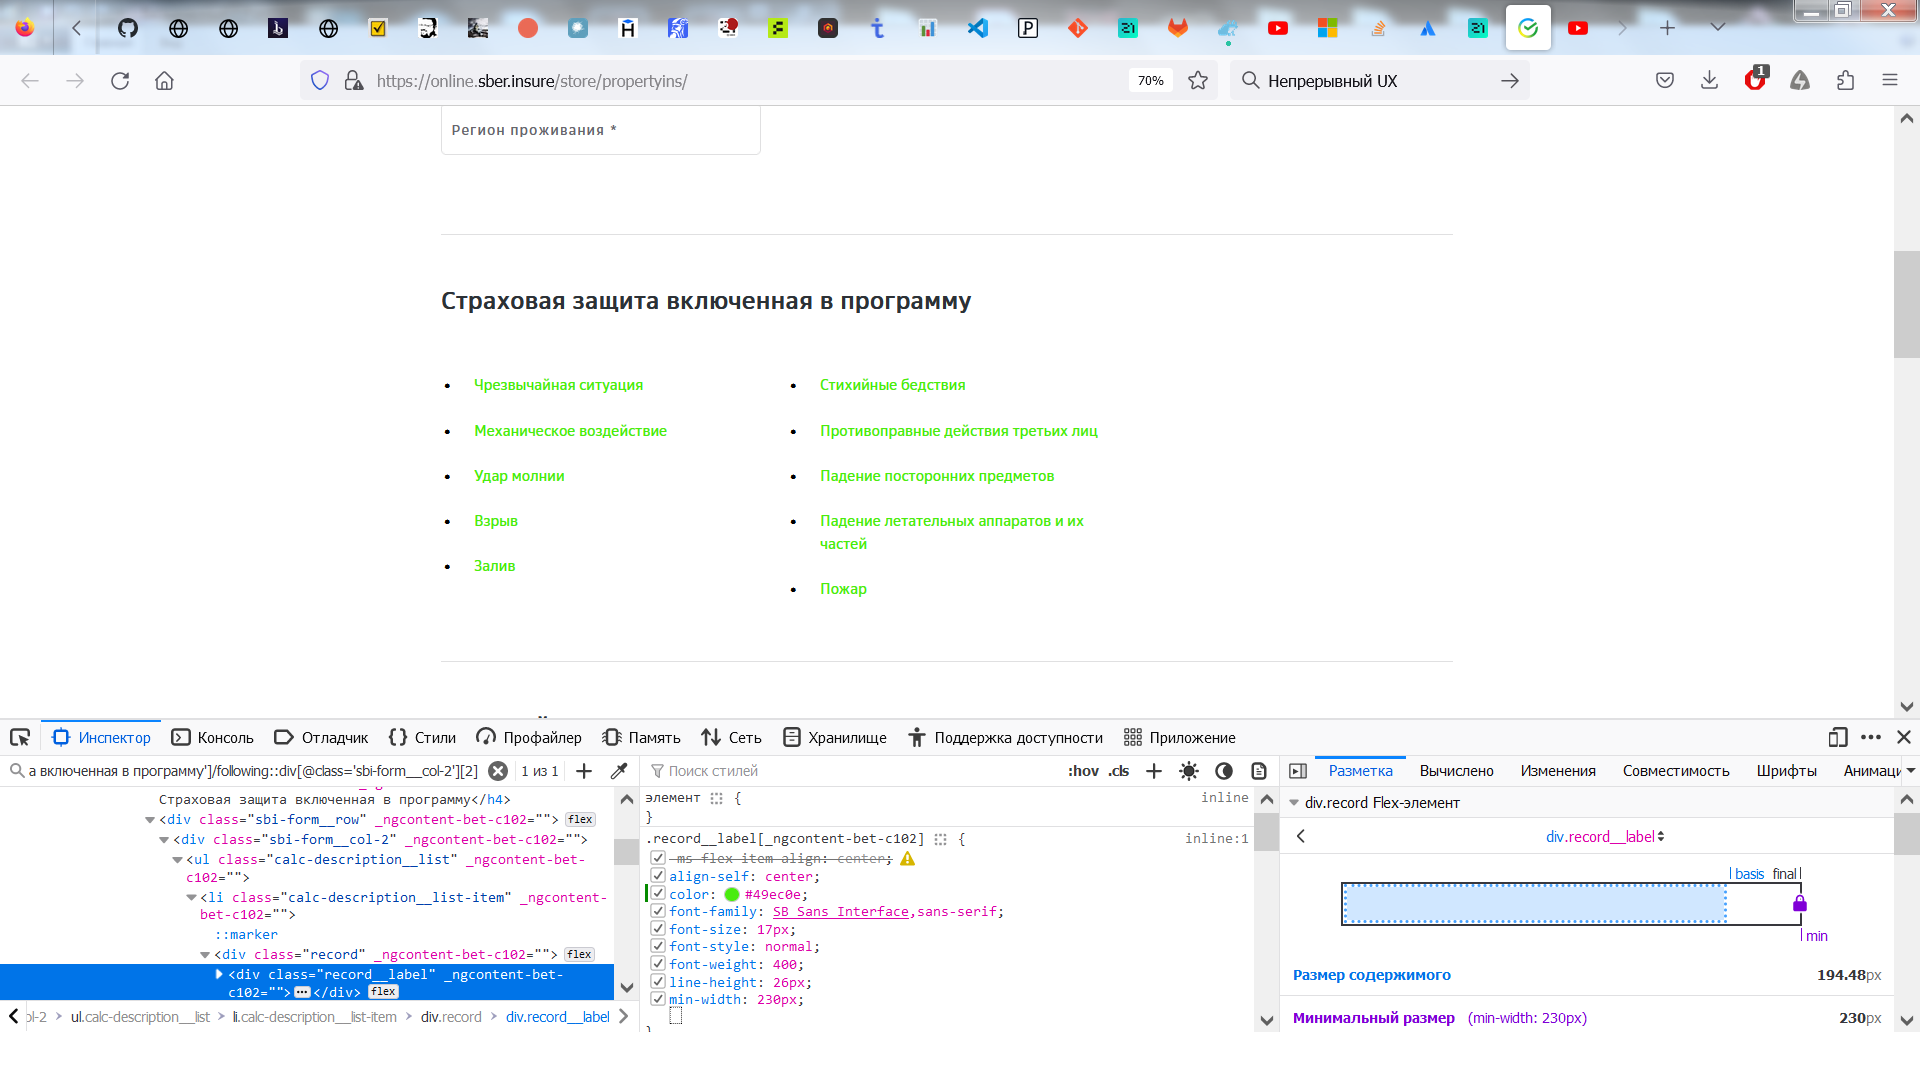 https://online.sber.insure/store/propertyins/
70%
Непрерывный UX
1
Регион проживания *
Страховая защита включенная в программу
Чрезвычайная ситуация
Механическое воздействие
Удар молнии
Взрыв
Залив
Стихийные бедствия
Противоправные действия третьих лиц
Падение посторонних предметов
Падение летательных аппаратов и их
частей
Пожар
Инспектор Консоль Отладчик Стили Профайлер Память Сеть Хранилище Поддержка доступности Приложение
а включенная в программу"]/following::div[@class='sbi-form__col-2'][2] 1 из 1
Страховая защита включенная в программу</h4>
<div class="sbi-form__row" _ngcontent-bet-c102=""> flex
<div class="sbi-form__col-2" _ngcontent-bet-c102="">
<ul class="calc-description__list" _ngcontent-bet-
c102="">
<li class="calc-description__list-item" _ngcontent-
bet-c102="">
::marker
<div class="record" _ngcontent-bet-c102=""> flex
<div class="record__label" _ngcontent-bet-
c102="">…</div> flex
ol-2 ul.calc-description__list li.calc-description__list-item div.record div.record__label
Поиск стилей :hov .cls
элемент { inline
}
.record__label[_ngcontent-bet-c102] { inline:1
-ms-flex-item-align: center;
align-self: center;
color: #49ec0e;
font-family: SB Sans Interface,sans-serif;
font-size: 17px;
font-style: normal;
font-weight: 400;
line-height: 26px;
min-width: 230px;
}
Разметка Вычислено Изменения Совместимость Шрифты Анимаци
div.record Flex-элемент
div.record__label
basis final
min
Размер содержимого 194.48px
Минимальный размер (min-width: 230px) 230px